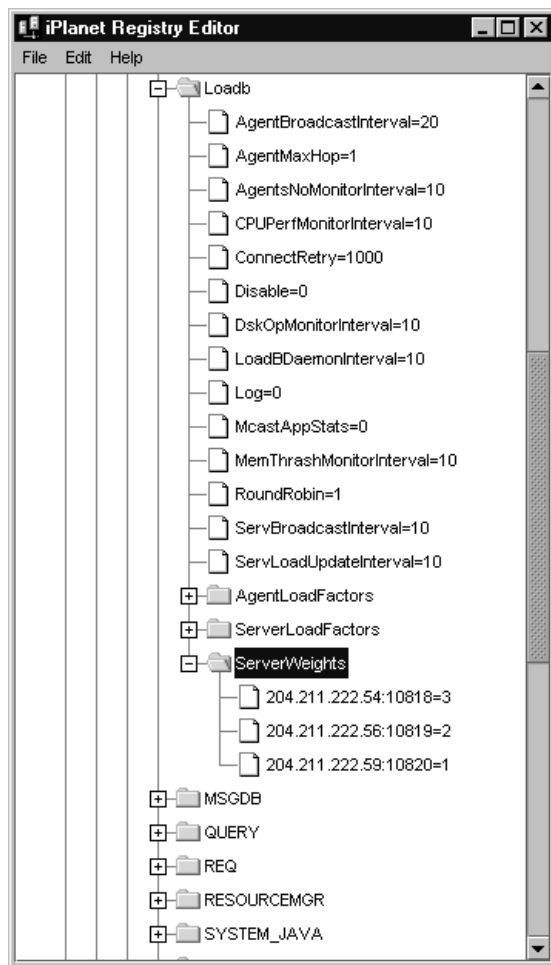 iPlanet Registry Editor
File Edit Help
Loadb
AgentBroadcastInterval=20
AgentMaxHop=1
AgentsNoMonitorInterval=10
CPUPerfMonitorInterval=10
ConnectRetry=1000
Disable=0
DskOpMonitorInterval=10
LoadBDaemonInterval=10
Log=0
McastAppStats=0
MemThrashMonitorInterval=10
RoundRobin=1
ServBroadcastInterval=10
ServLoadUpdateInterval=10
AgentLoadFactors
ServerLoadFactors
ServerWeights
204.211.222.54:10818=3
204.211.222.56:10819=2
204.211.222.59:10820=1
MSGDB
QUERY
REQ
RESOURCEMGR
SYSTEM_JAVA